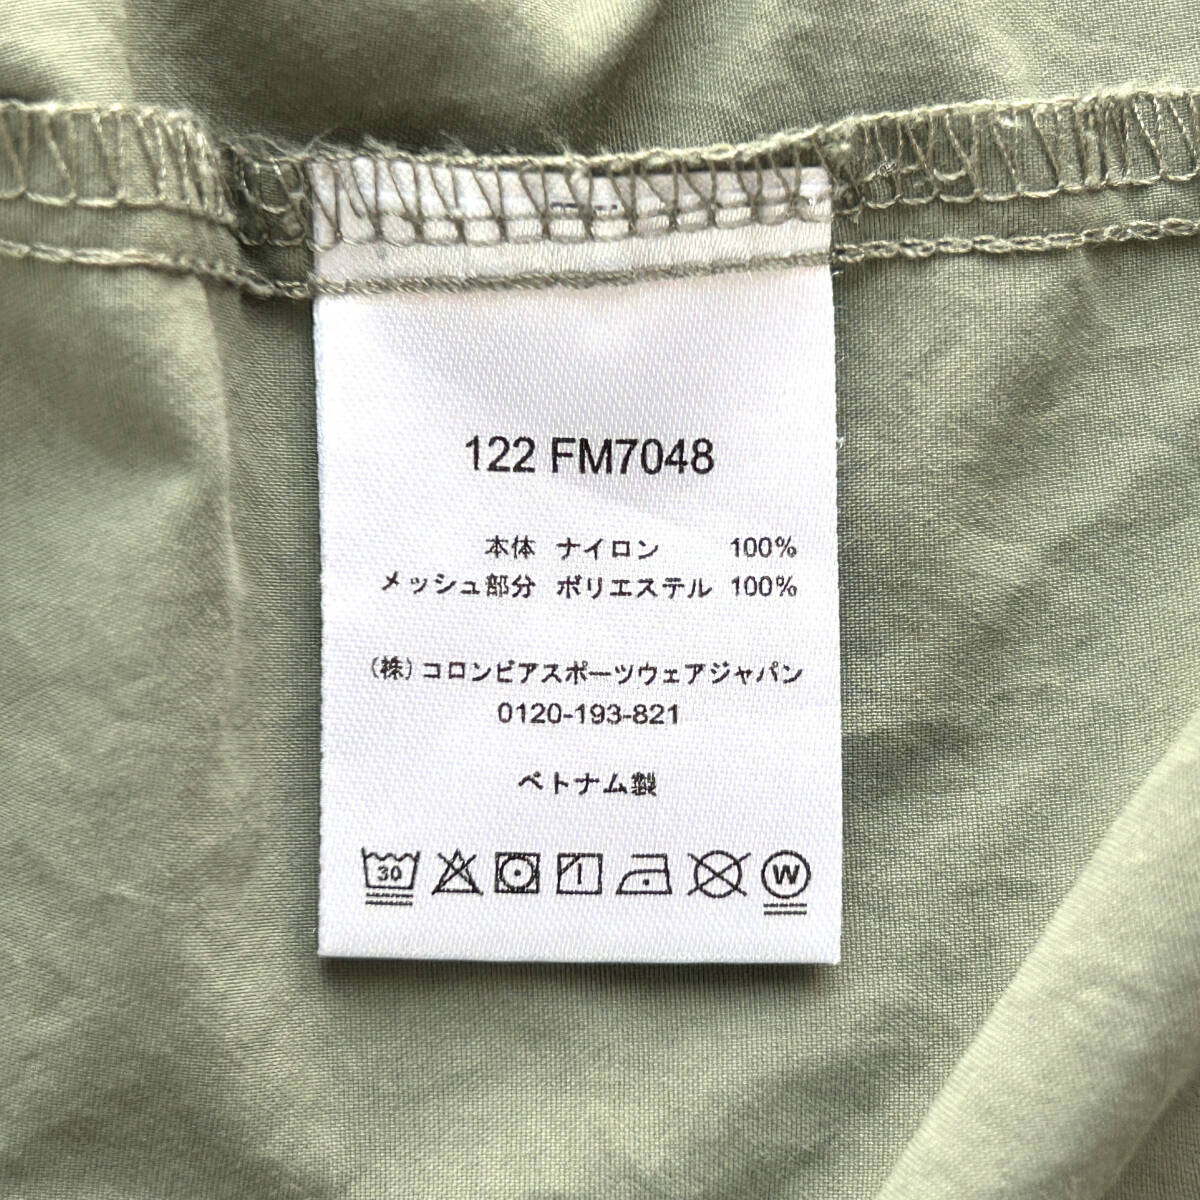 122 FM7048
本体 ナイロン 100%
メッシュ部分 ポリエステル 100%
(株)コロンビアスポーツウェアジャパン
0120-193-821
ベトナム製
30 W